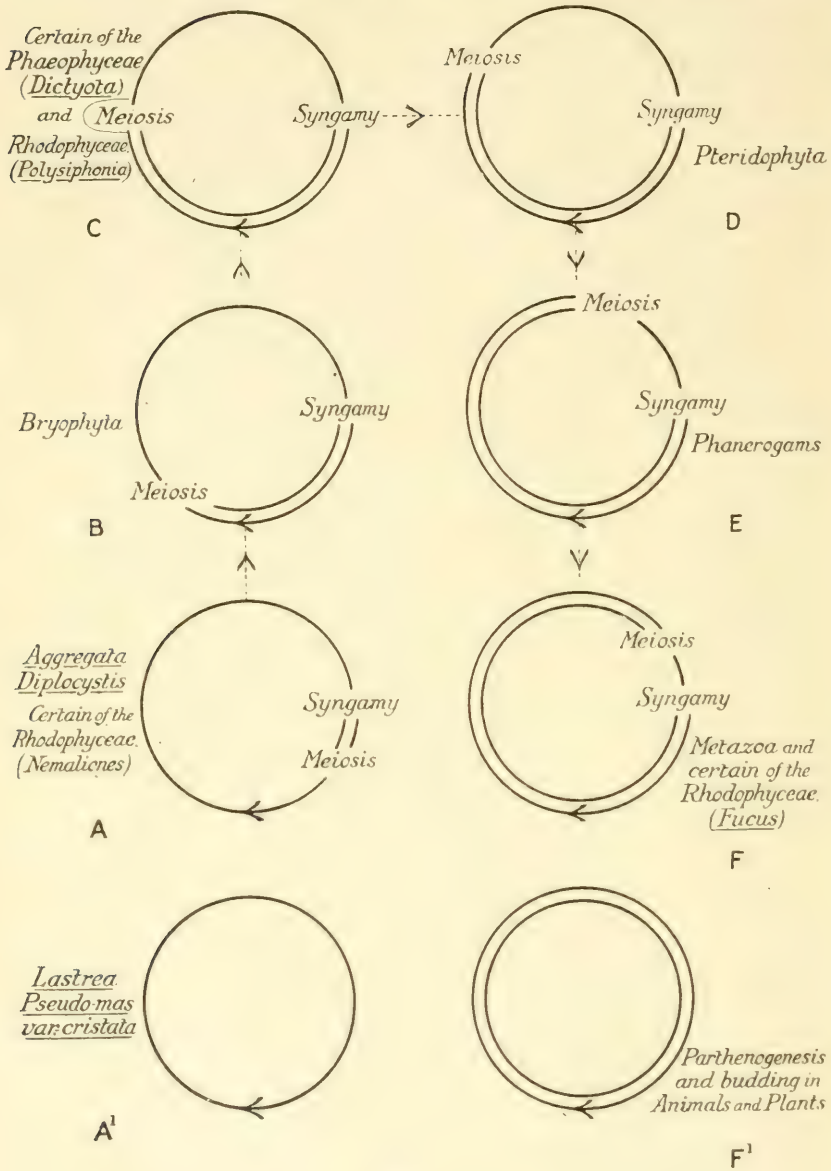 Certain of the
Phaeophyceae
(Dictyota)
and
Meiosis
Rhodophyceae.
(Polysiphonia)
Syngamy
C
Meiosis
Syngamy
Pteridophyta
D
Bryophyta
Syngamy
Meiosis
B
Meiosis
Syngamy
Phanerogams
E
Aggregata
Diplocystis
Certain of the
Rhodophyceae.
(Nemaliones)
Syngamy
Meiosis
A
Meiosis
Syngamy
Metazoa and
certain of the
Rhodophyceae.
(Fucus)
F
Lastrea
Pseudo-mas
var. cristata
A¹
Parthenogenesis
and budding in
Animals and Plants
F¹